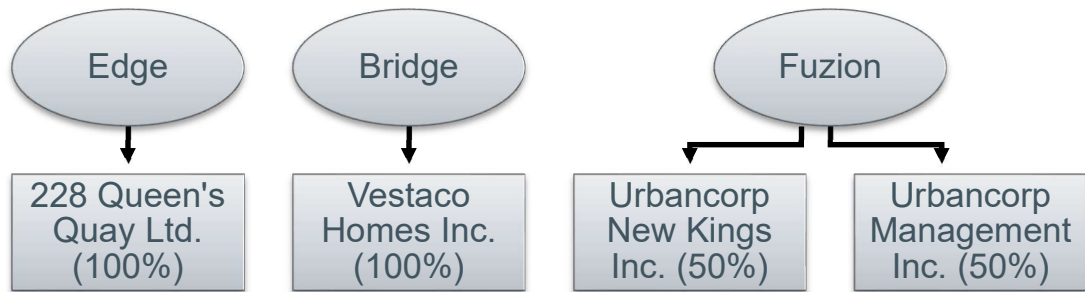 Edge
Bridge
Fuzion
228 Queen's
Quay Ltd.
(100%)
Vestaco
Homes Inc.
(100%)
Urbancorp
New Kings
Inc. (50%)
Urbancorp
Management
Inc. (50%)